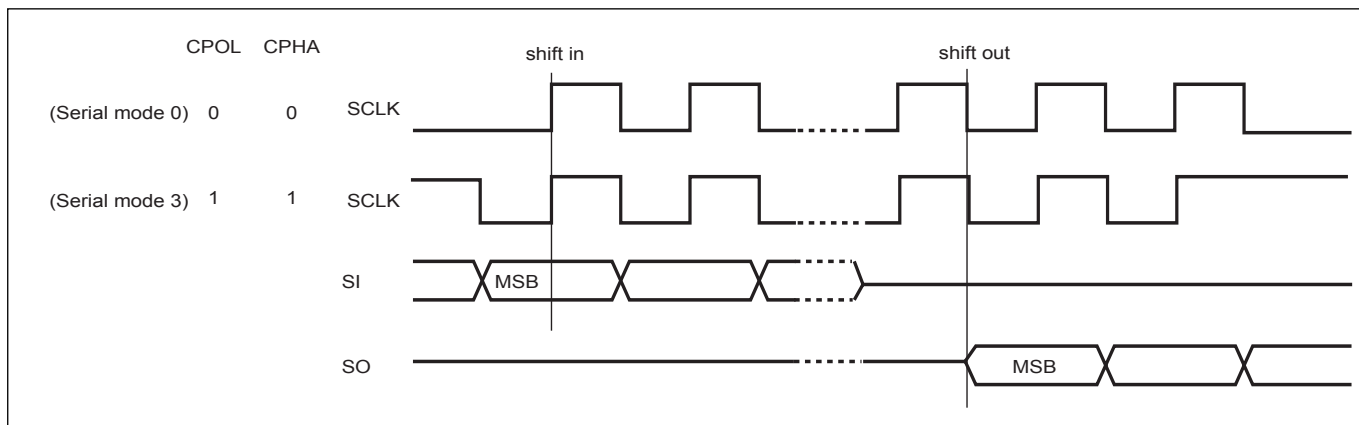 CPOL CPHA
shift in shift out
(Serial mode 0) 0 0 SCLK
(Serial mode 3) 1 1 SCLK
SI MSB
SO MSB